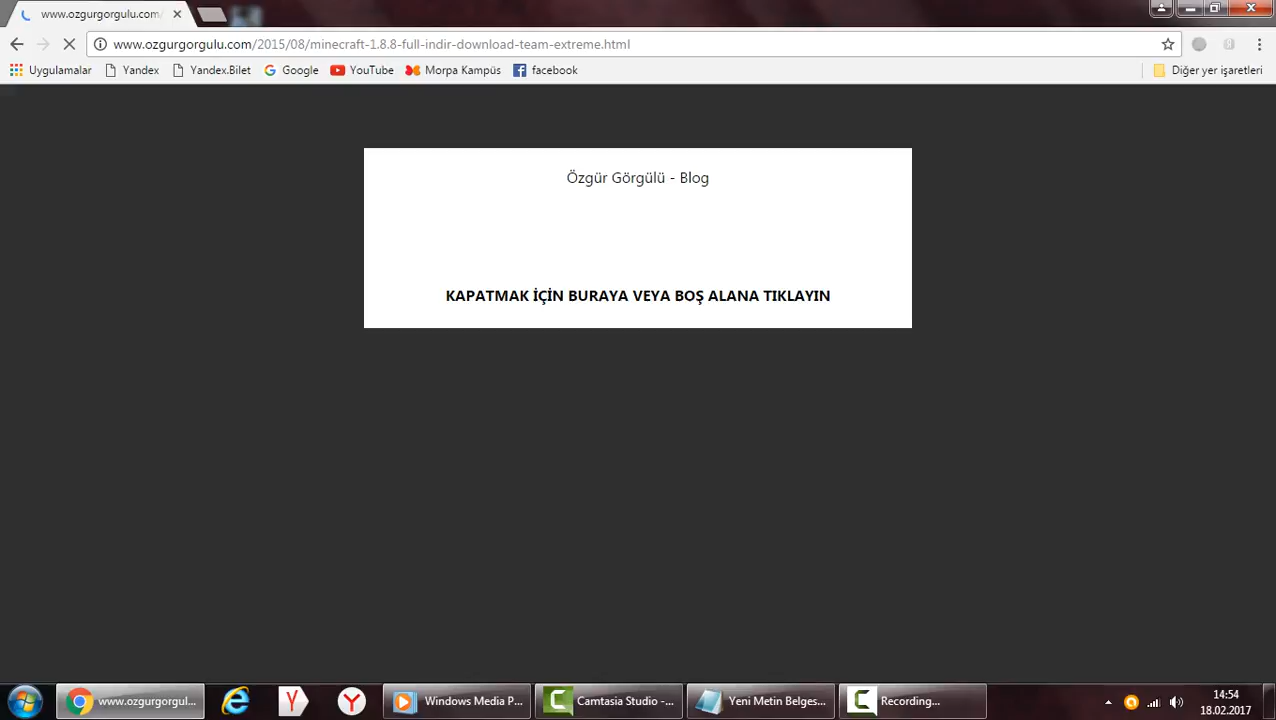 www.ozgurgorgulu.com/
www.ozgurgorgulu.com/2015/08/minecraft-1.8.8-full-indir-download-team-extreme.html
Uygulamalar Yandex Yandex.Bilet Google YouTube Morpa Kampüs facebook Diğer yer işaretleri
Özgür Görgülü - Blog
KAPATMAK İÇİN BURAYA VEYA BOŞ ALANA TIKLAYIN
www.ozgurgorgul... Windows Media P... Camtasia Studio -... Yeni Metin Belges... Recording...
14:54
18.02.2017